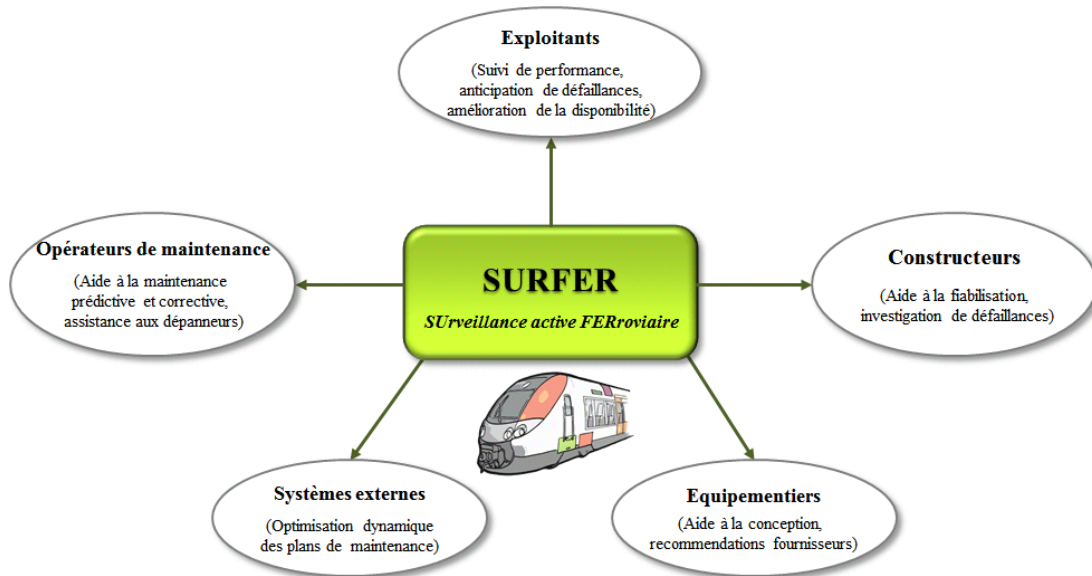 Exploitants
(Suivi de performance,
anticipation de défaillances,
amélioration de la disponibilité)
Opérateurs de maintenance
(Aide à la maintenance
prédictive et corrective,
assistance aux dépanneurs)
SURFER
SUrveillance active FERroviaire
Constructeurs
(Aide à la fiabilisation,
investigation de défaillances)
Systèmes externes
(Optimisation dynamique
des plans de maintenance)
Equipementiers
(Aide à la conception,
recommendations fournisseurs)